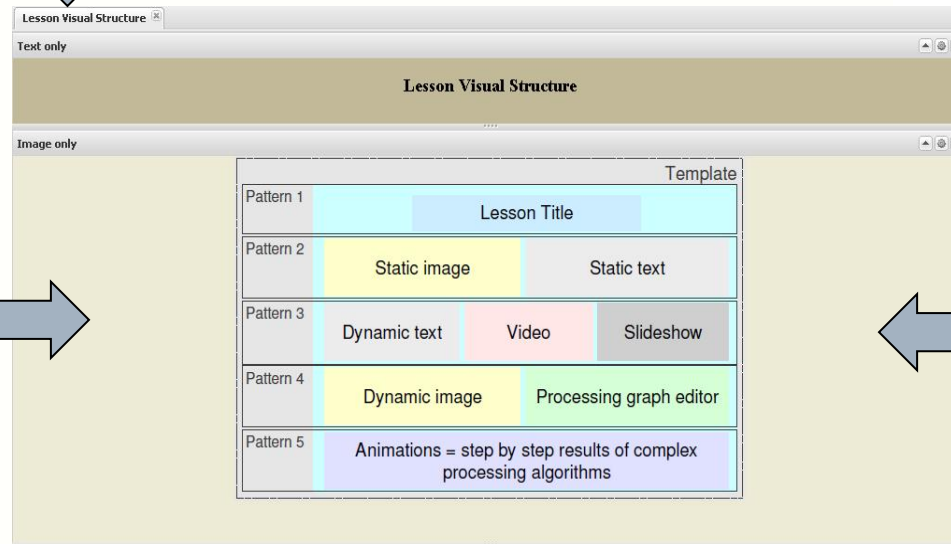 Lesson Visual Structure
Text only
Lesson Visual Structure
Image only
Template
Pattern 1
Lesson Title
Pattern 2
Static image
Static text
Pattern 3
Dynamic text
Video
Slideshow
Pattern 4
Dynamic image
Processing graph editor
Pattern 5
Animations = step by step results of complex
processing algorithms